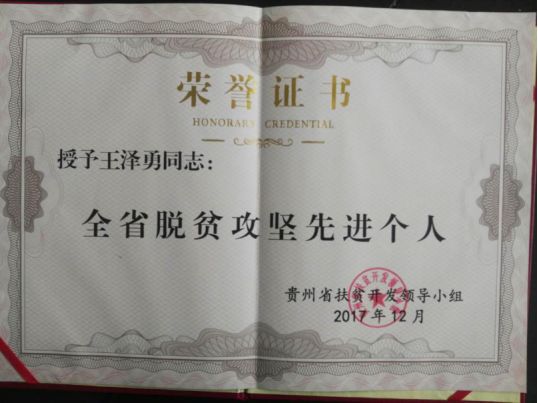 荣誉证书
HONORARY CREDENTIAL
授予王泽勇同志：
全省脱贫攻坚先进个人
贵州省扶贫开发领导小组
2017年12月